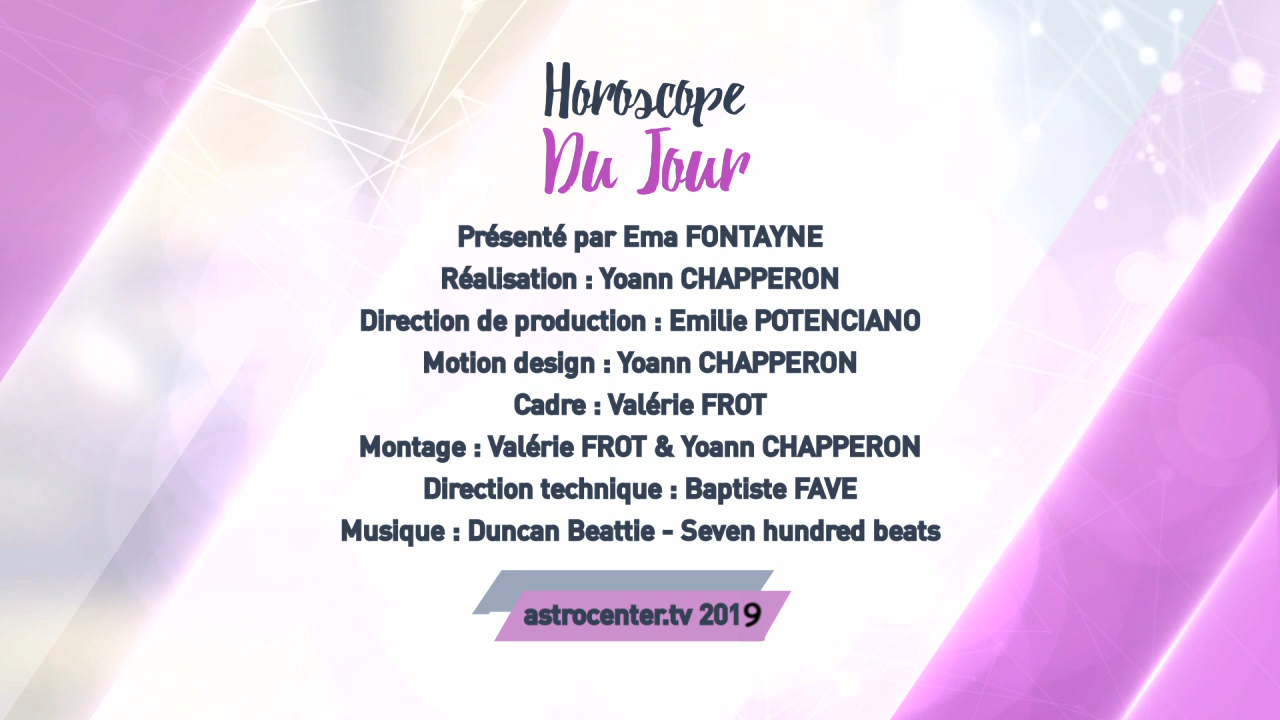 Horoscope
Du Jour
Présenté par Ema FONTAYNE
Réalisation : Yoann CHAPPERON
Direction de production : Emilie POTENCIANO
Motion design : Yoann CHAPPERON
Cadre : Valérie FROT
Montage : Valérie FROT & Yoann CHAPPERON
Direction technique : Baptiste FAVE
Musique : Duncan Beattie - Seven hundred beats
astrocenter.tv 2019